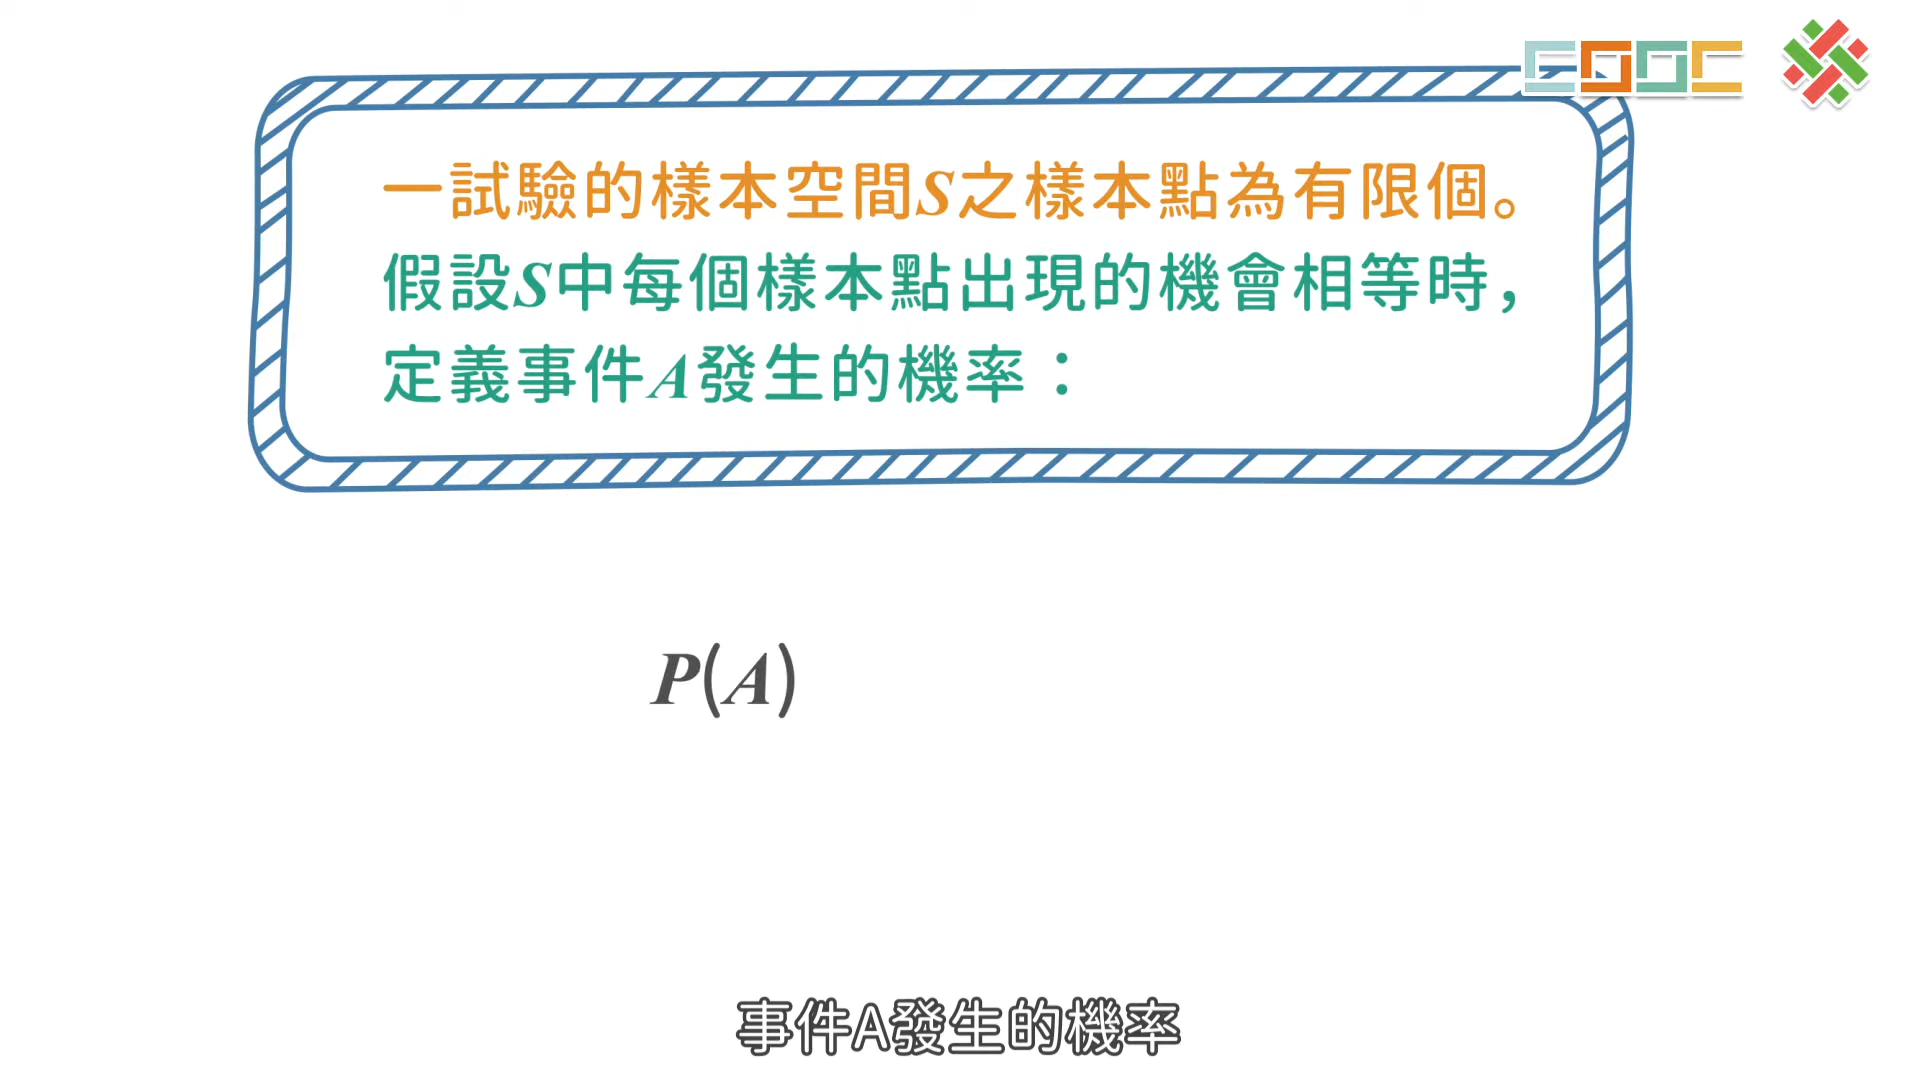 一試驗的樣本空間S之樣本點為有限個。
假設S中每個樣本點出現的機會相等時，
定義事件A發生的機率：
P(A)
事件A發生的機率